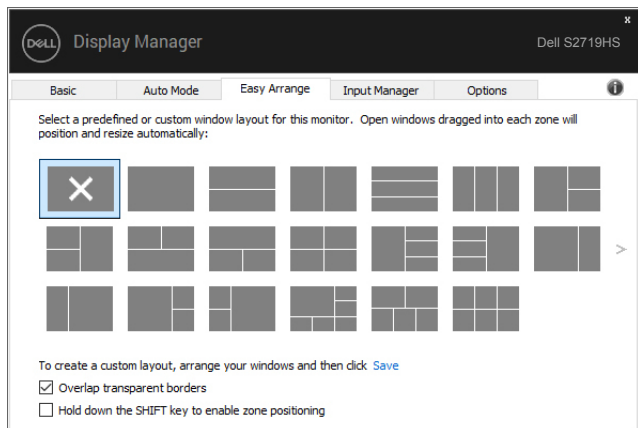 x
DELL Display Manager Dell S2719HS
Basic Auto Mode Easy Arrange Input Manager Options
Select a predefined or custom window layout for this monitor. Open windows dragged into each zone will
position and resize automatically:
To create a custom layout, arrange your windows and then click Save
Overlap transparent borders
Hold down the SHIFT key to enable zone positioning